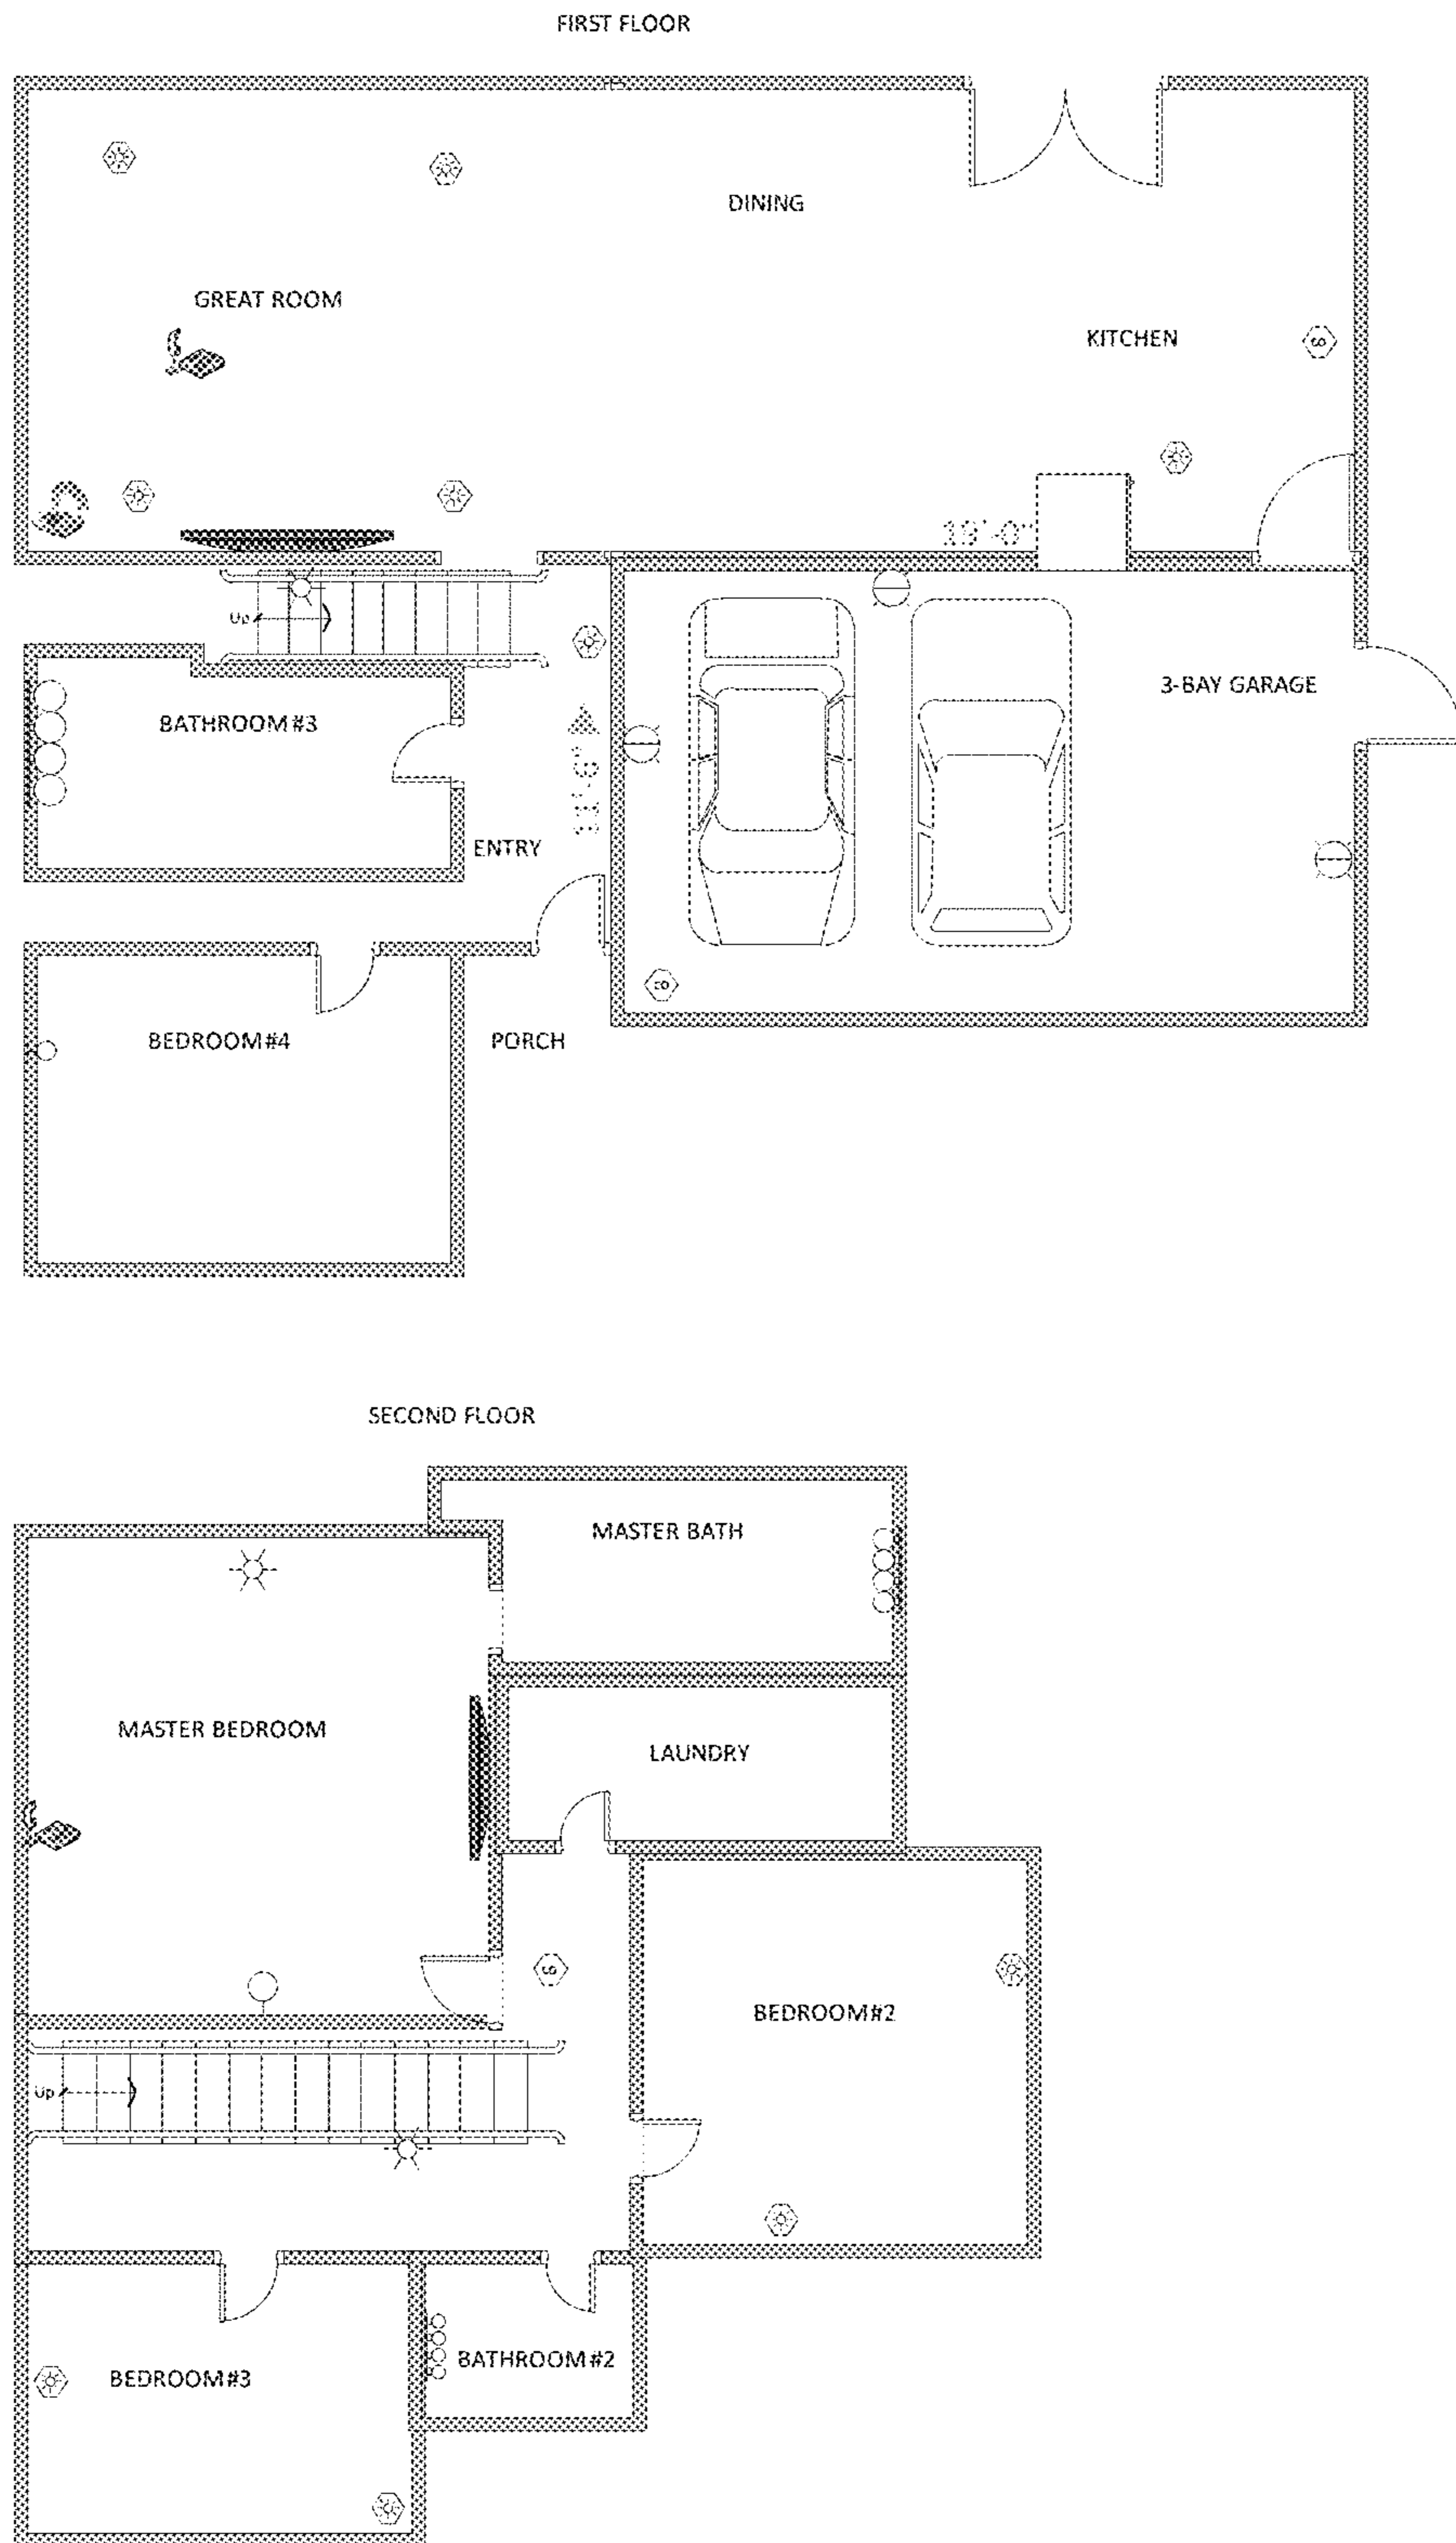 FIRST FLOOR
DINING
GREAT ROOM
KITCHEN
19'-0"
Up
3-BAY GARAGE
BATHROOM #3
11'-6"
ENTRY
BEDROOM #4
PORCH
SECOND FLOOR
MASTER BATH
MASTER BEDROOM
LAUNDRY
BEDROOM #2
Up
BATHROOM #2
BEDROOM #3